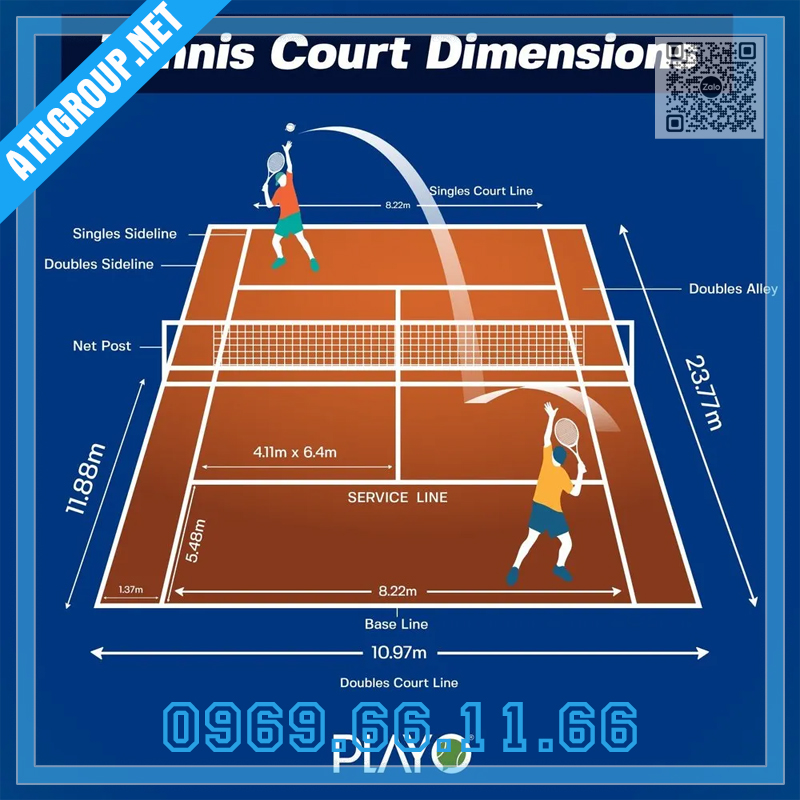 ATHGROUP.NET
nnis Court Dimensions
Zalo
Singles Court Line
8.22m
Singles Sideline
Doubles Sideline
Doubles Alley
Net Post
23.77m
11.88m
4.11m x 6.4m
SERVICE LINE
5.48m
1.37m
8.22m
Base Line
10.97m
Doubles Court Line
0969.66.11.66
PLAYO